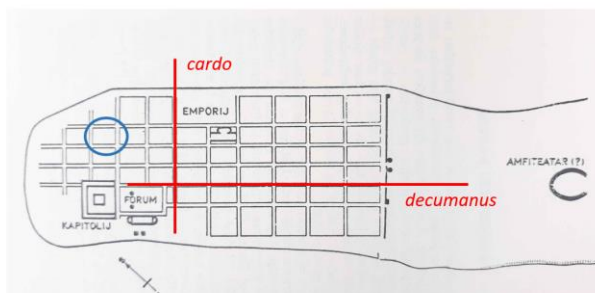 cardo
EMPORIJ
AMFITEATAR (?)
FORUM
decumanus
KAPITOLIJ